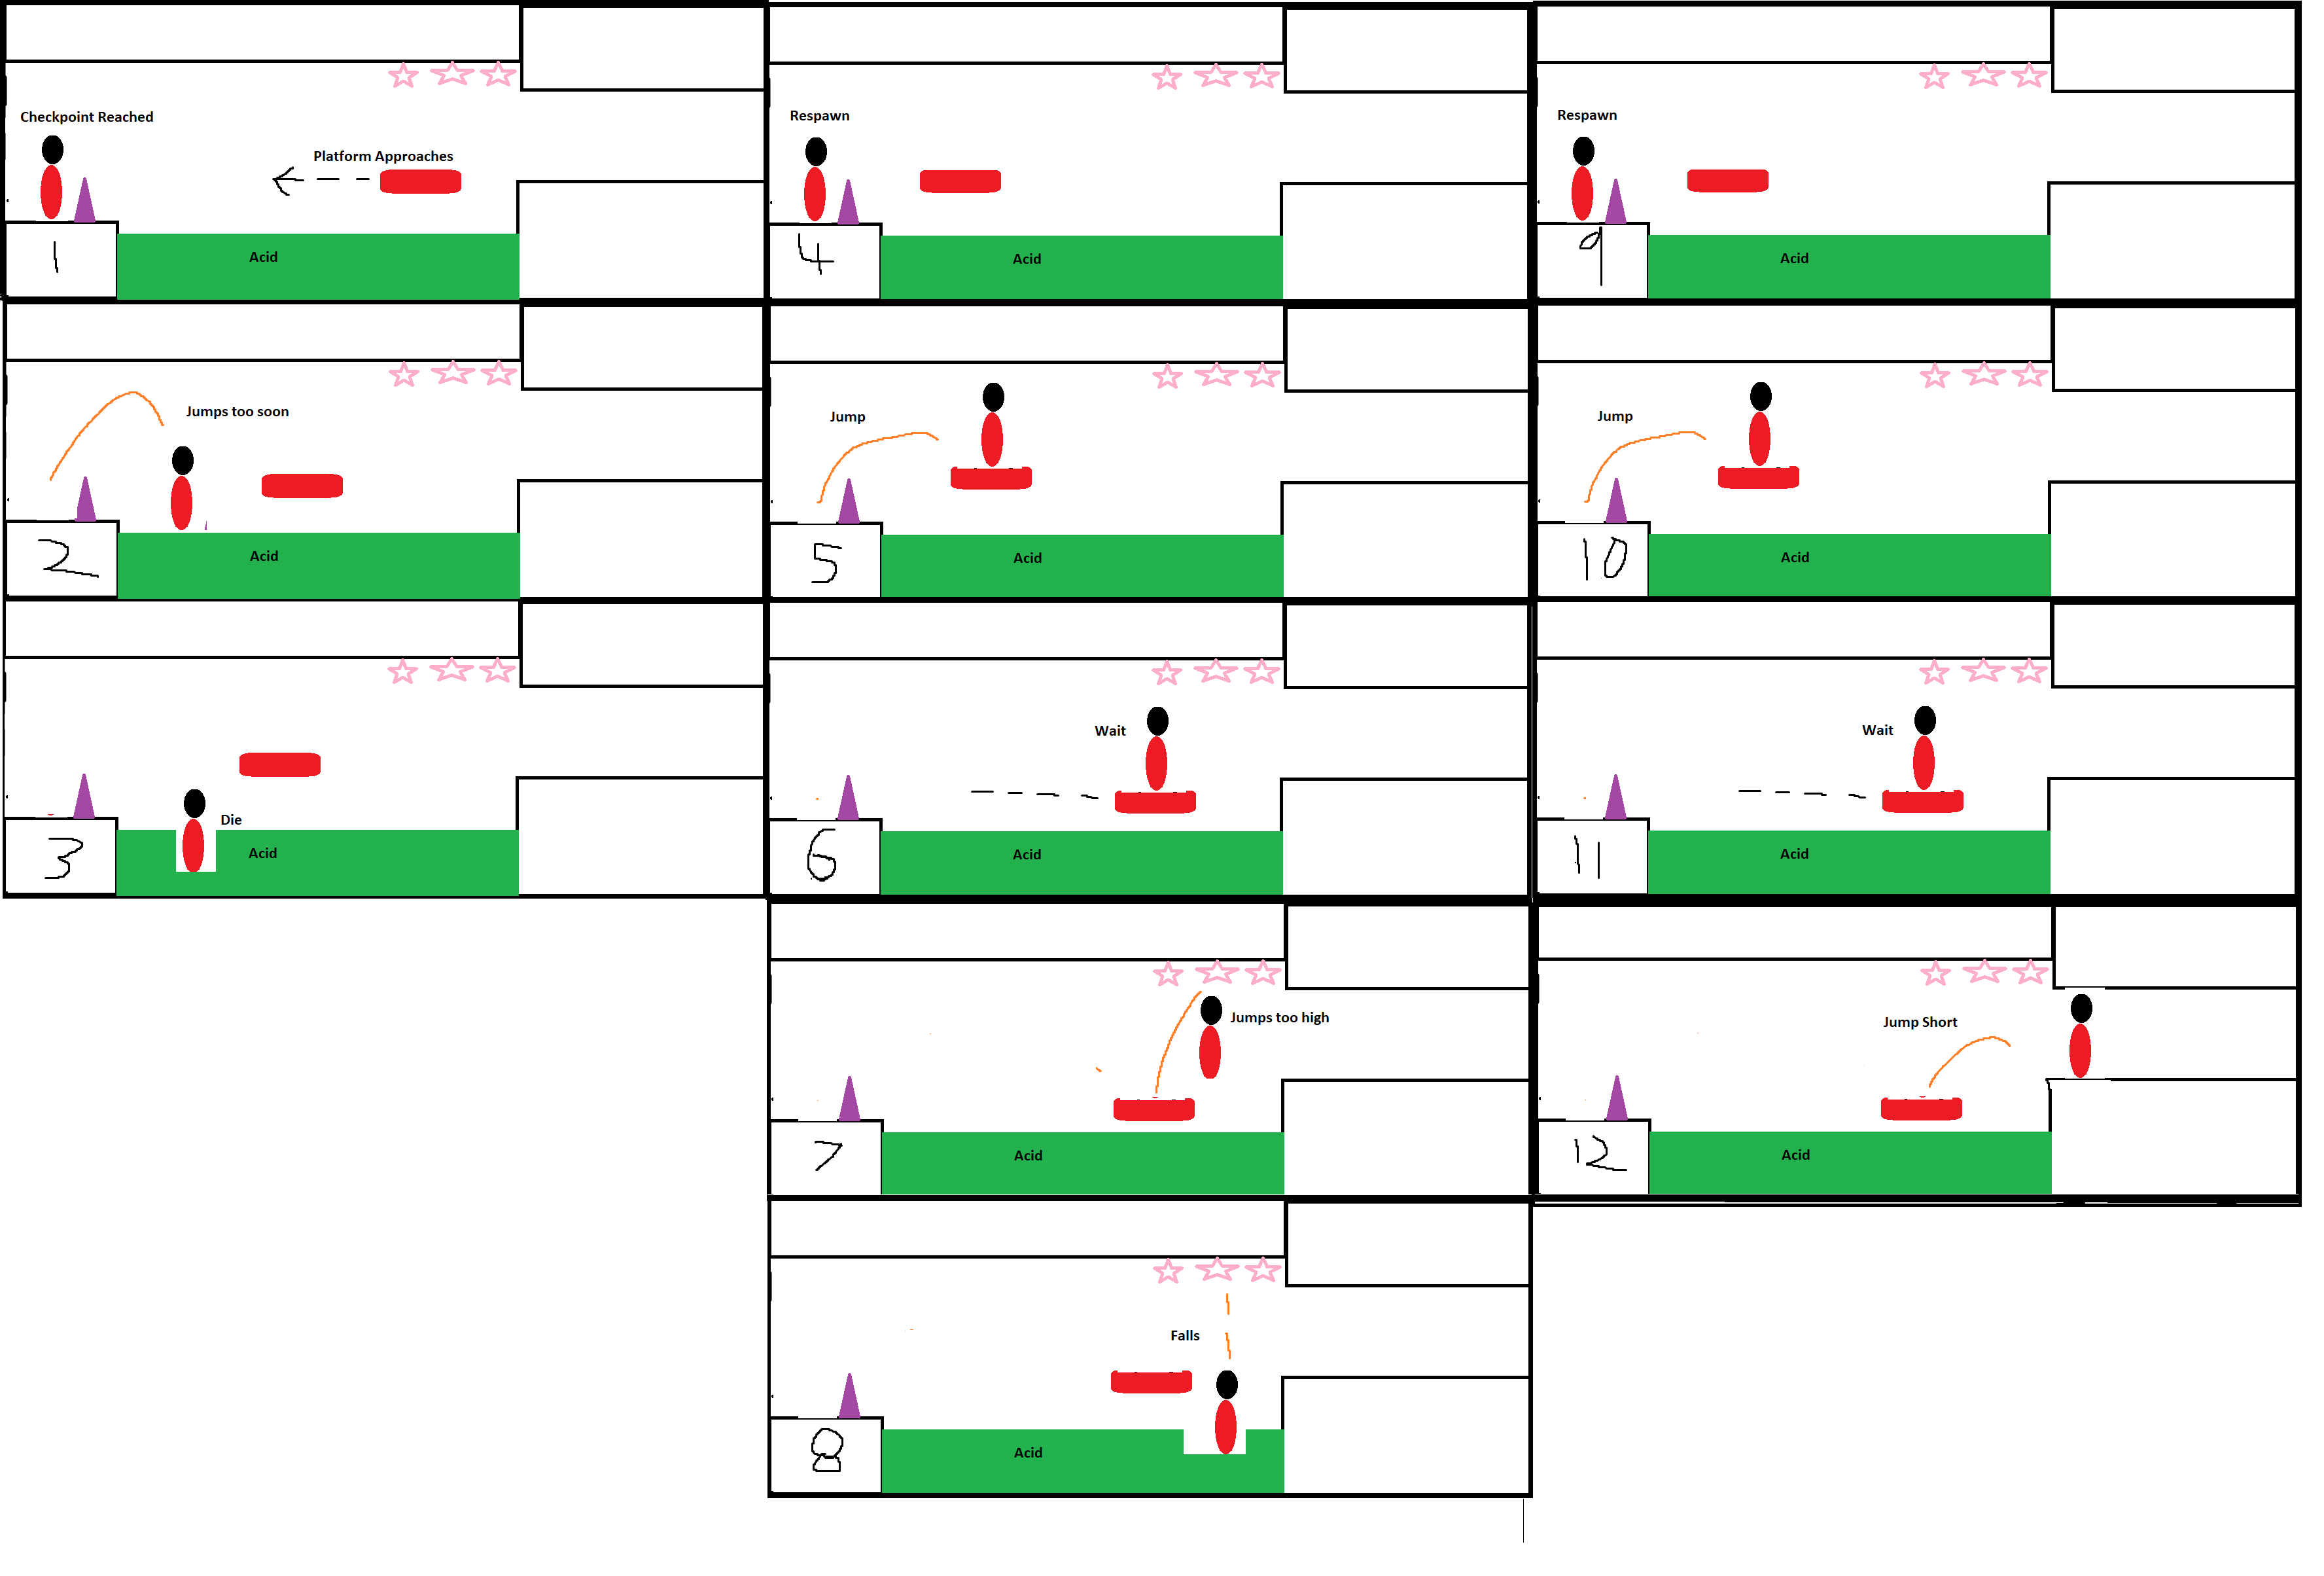 Checkpoint Reached
Platform Approaches
1
Acid
Jumps too soon
2
Acid
Die
3
Acid
Respawn
4
Acid
Jump
5
Acid
Wait
6
Acid
Jumps too high
7
Acid
Falls
8
Acid
Respawn
9
Acid
Jump
10
Acid
Wait
11
Acid
Jump Short
12
Acid